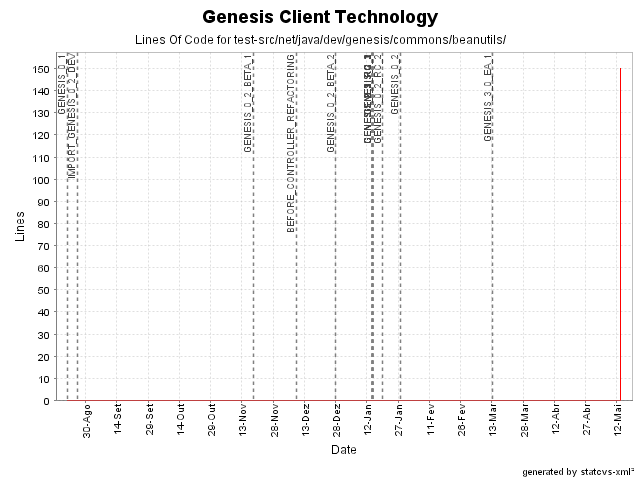 Genesis Client Technology
Lines Of Code for test-src/net/java/dev/genesis/commons/beanutils/
Lines
150
140
130
120
110
100
90
80
70
60
50
40
30
20
10
0
GENESIS_0_1
IMPORT_GENESIS_0_2_DEV
GENESIS_0_2_BETA_1
BEFORE_CONTROLLER_REFACTORING
GENESIS_0_2_BETA_2
GENESIS_0_2_RC_2
GENESIS_0_2
GENESIS_3_0_EA_1
30-Ago
14-Set
29-Set
14-Out
29-Out
13-Nov
28-Nov
13-Dez
28-Dez
12-Jan
27-Jan
11-Fev
26-Fev
13-Mar
28-Mar
12-Abr
27-Abr
12-Mai
Date
generated by statcvs-xml²